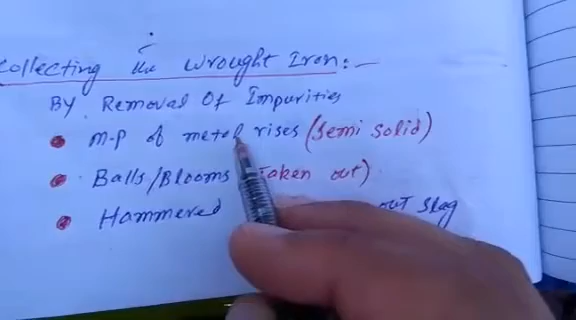 Collecting the Wrought Iron:-
By Removal Of Impurities
M.P of metal rises (Semi Solid)
Balls/Blooms (Taken out)
Hammered out Slag